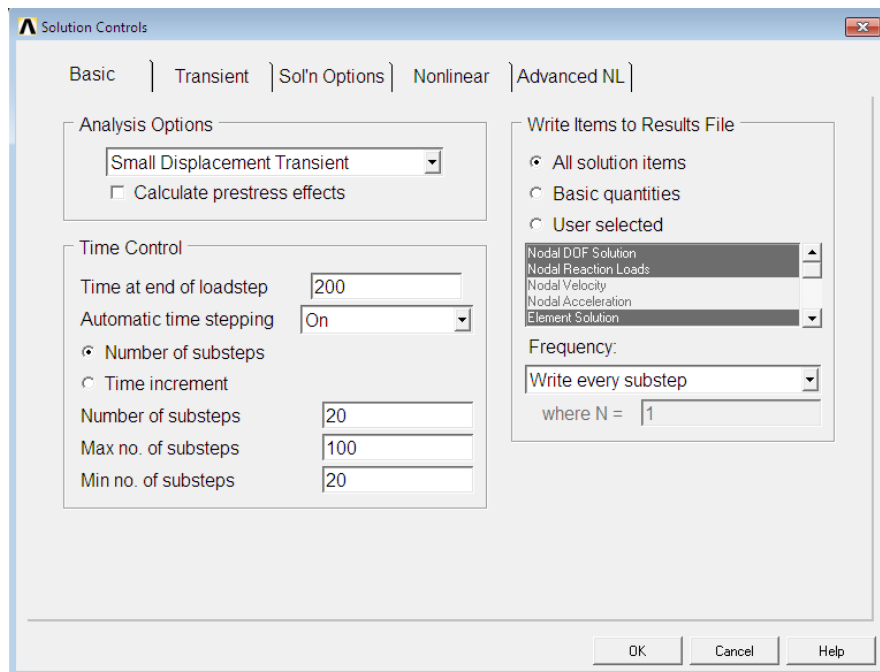 Solution Controls
Basic
Transient
Sol'n Options
Nonlinear
Advanced NL
Analysis Options
Small Displacement Transient
Calculate prestress effects
Time Control
Time at end of loadstep 200
Automatic time stepping On
Number of substeps
Time increment
Number of substeps 20
Max no. of substeps 100
Min no. of substeps 20
Write Items to Results File
All solution items
Basic quantities
User selected
Nodal DOF Solution
Nodal Reaction Loads
Nodal Velocity
Nodal Acceleration
Element Solution
Frequency:
Write every substep
where N = 1
OK
Cancel
Help